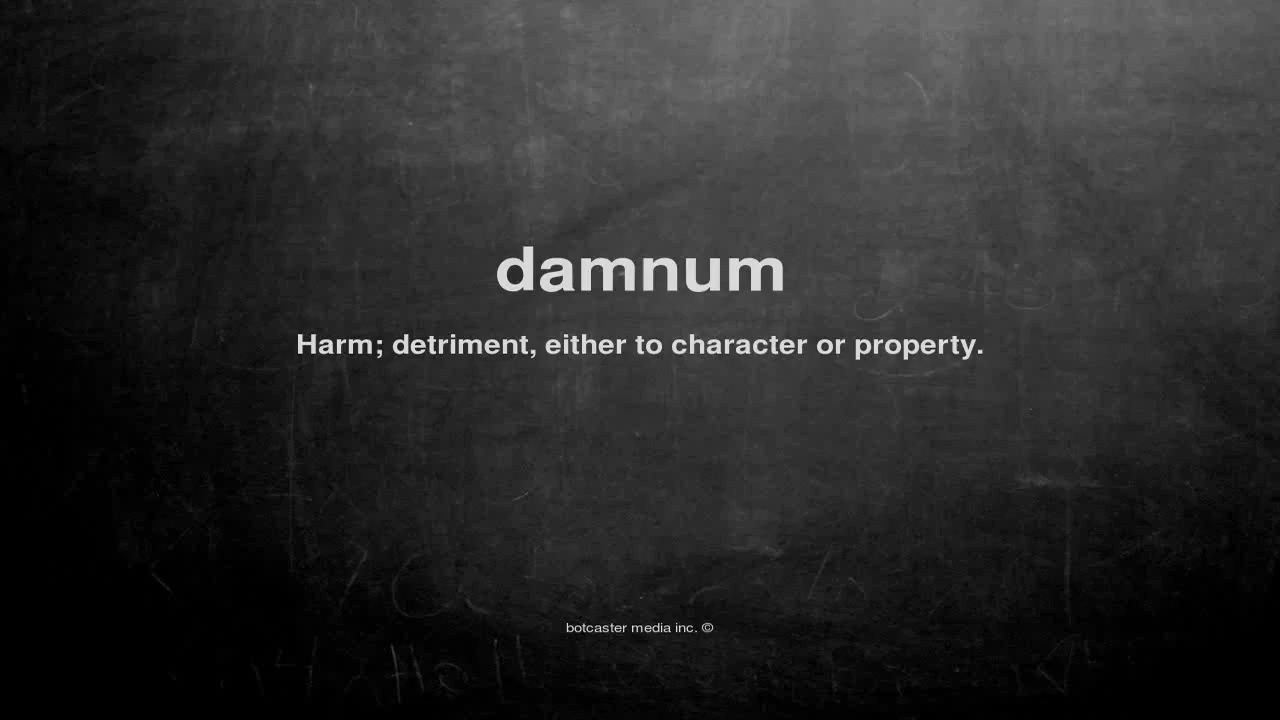 damnum
Harm; detriment, either to character or property.
botcaster media inc. ©